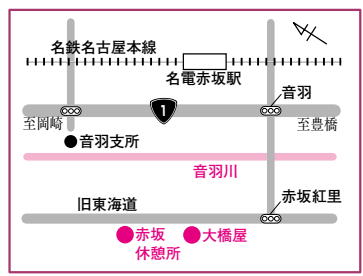 名鉄名古屋本線
名電赤坂駅
音羽
1
至岡崎
至豊橋
音羽支所
音羽川
赤坂紅里
旧東海道
赤坂
休憩所
大橋屋